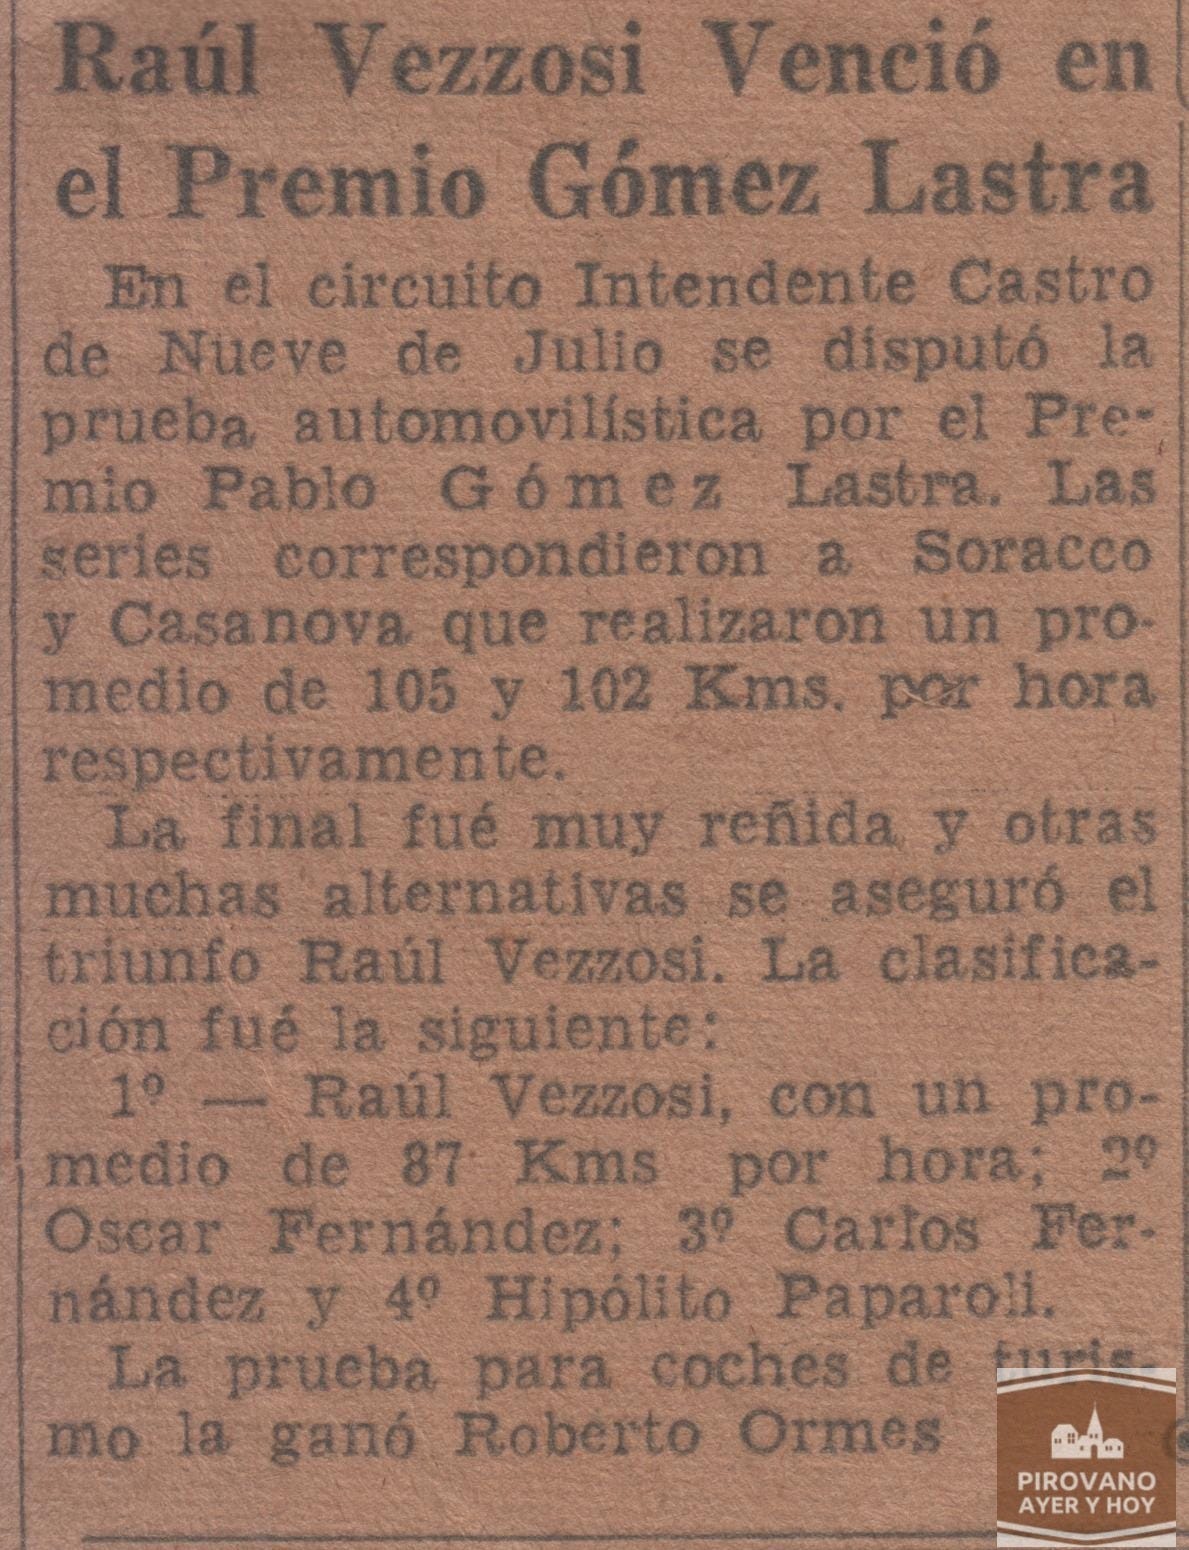 Raúl Vezzosi Venció en
el Premio Gómez Lastra
En el circuito Intendente Castro
de Nueve de Julio se disputó la
prueba automovilística por el Pre-
mio Pablo Gómez Lastra. Las
series correspondieron a Soracco
y Casanova que realizaron un pro-
medio de 105 y 102 Kms. por hora
respectivamente.
La final fué muy reñida y otras
muchas alternativas se aseguró el
triunfo Raúl Vezzosi. La clasifica-
ción fué la siguiente:
1º — Raúl Vezzosi, con un pro-
medio de 87 Kms por hora; 2º
Oscar Fernández; 3º Carlos Fer-
nández y 4º Hipólito Paparoli.
La prueba para coches de turis-
mo la ganó Roberto Ormes
PIROVANO
AYER Y HOY